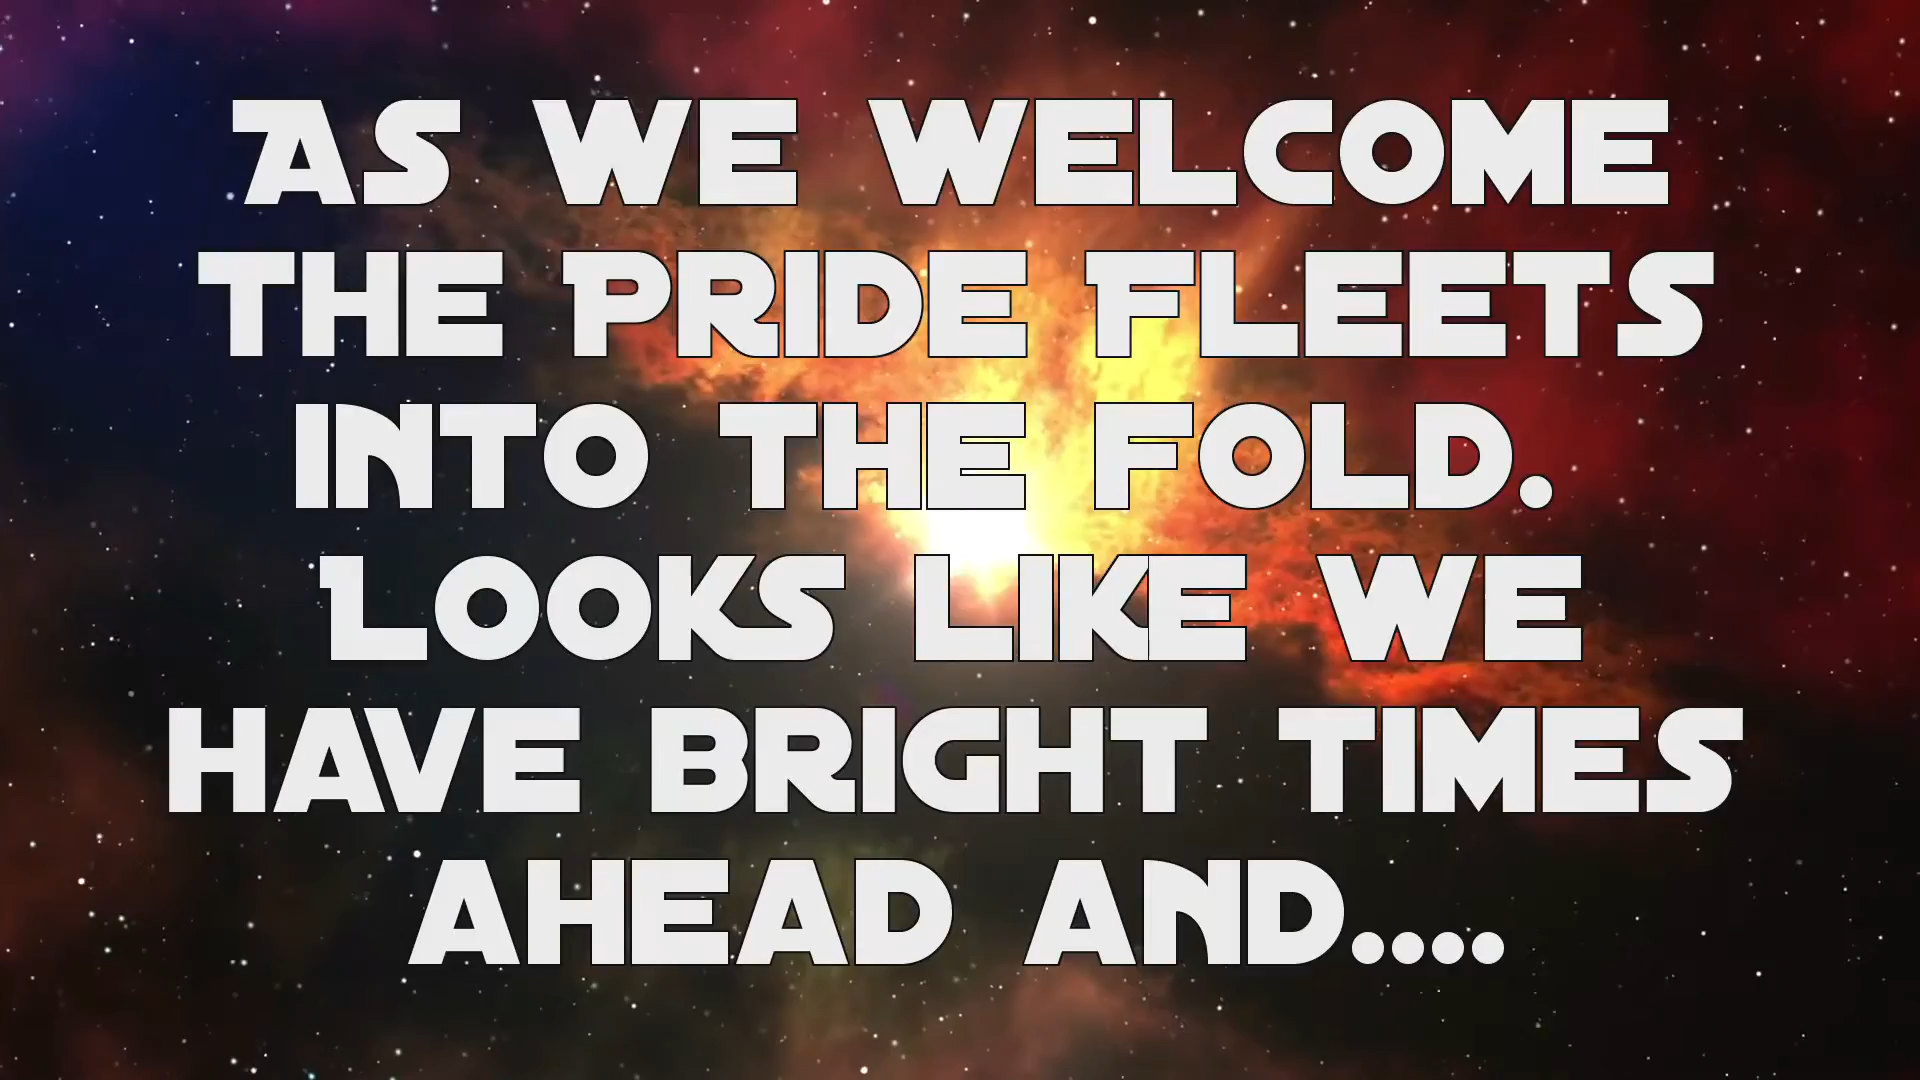 As we welcome
the Pride Fleets
into the fold.
Looks like we
have bright times
ahead and....